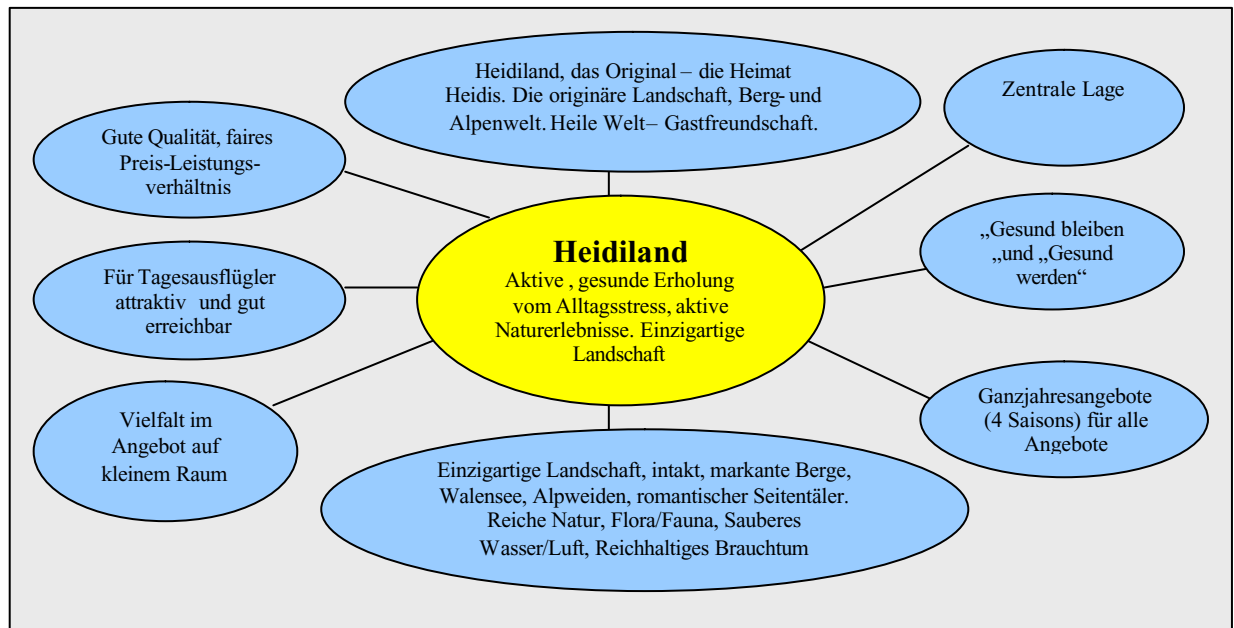 Heidiland, das Original – die Heimat
Heidis. Die originäre Landschaft, Berg- und
Alpenwelt. Heile Welt– Gastfreundschaft.
Zentrale Lage
Gute Qualität, faires
Preis-Leistungs-
verhältnis
„Gesund bleiben
„und „Gesund
werden“
Heidiland
Aktive , gesunde Erholung
vom Alltagsstress, aktive
Naturerlebnisse. Einzigartige
Landschaft
Für Tagesausflügler
attraktiv und gut
erreichbar
Ganzjahresangebote
(4 Saisons) für alle
Angebote
Vielfalt im
Angebot auf
kleinem Raum
Einzigartige Landschaft, intakt, markante Berge,
Walensee, Alpweiden, romantischer Seitentäler.
Reiche Natur, Flora/Fauna, Sauberes
Wasser/Luft, Reichhaltiges Brauchtum